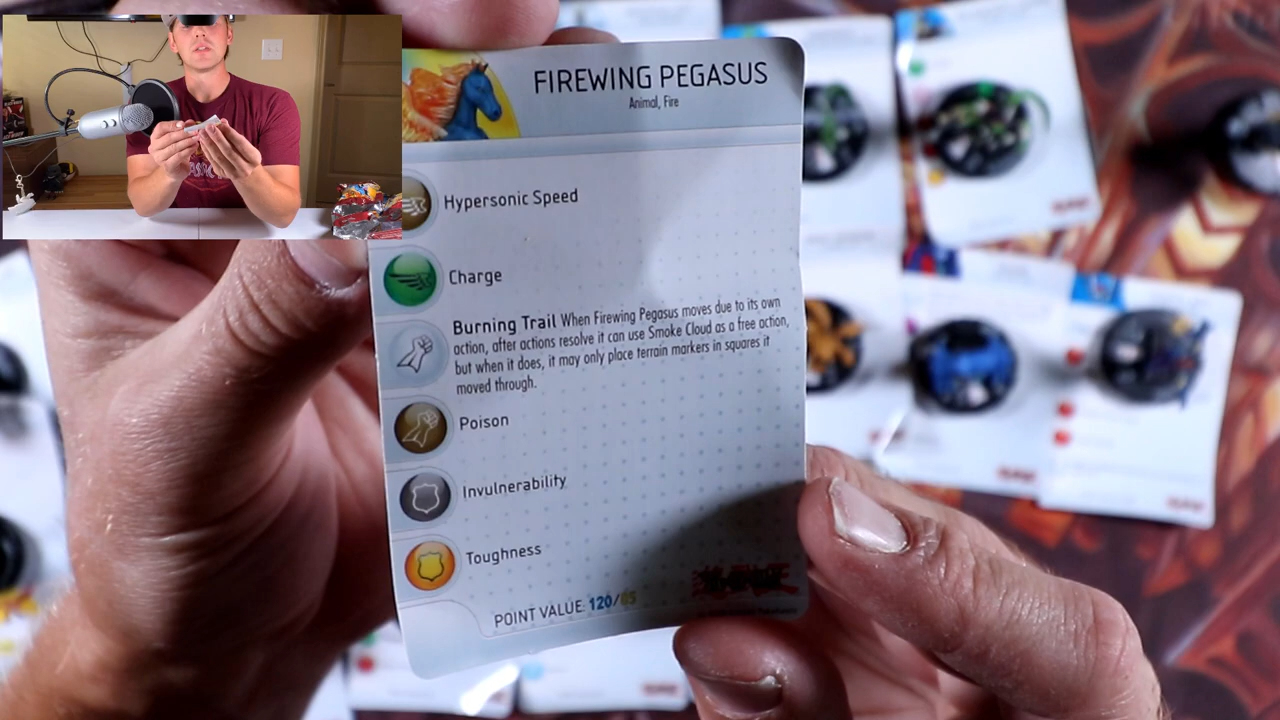 FIREWING PEGASUS
Animal, Fire
Hypersonic Speed
Charge
Burning Trail When Firewing Pegasus moves due to its own
action, after actions resolve it can use Smoke Cloud as a free action,
but when it does, it may only place terrain markers in squares it
moved through.
Poison
Invulnerability
Toughness
POINT VALUE: 120/85